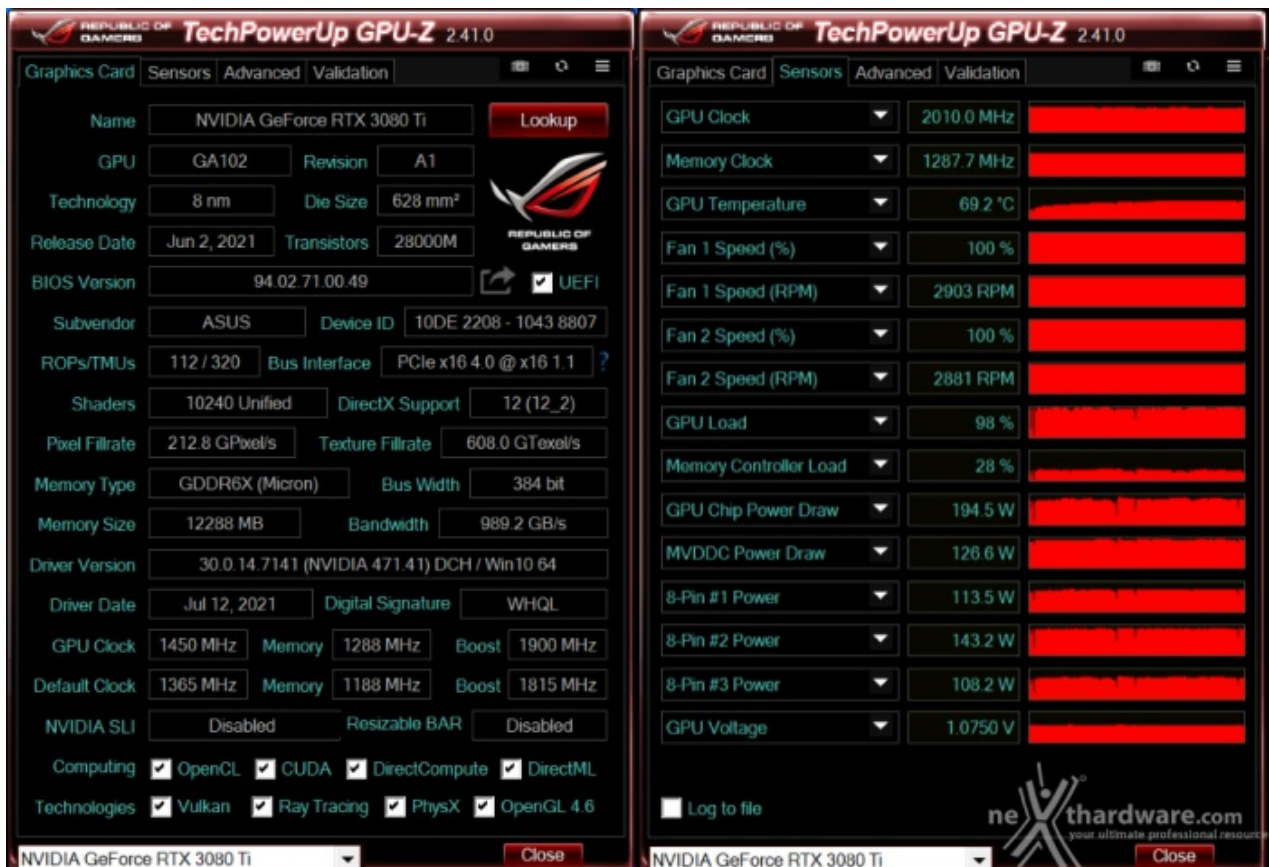 REPUBLIC OF GAMERS TechPowerUp GPU-Z 2.41.0
Graphics Card Sensors Advanced Validation
Name NVIDIA GeForce RTX 3080 Ti Lookup
GPU GA102 Revision A1
Technology 8 nm Die Size 628 mm²
Release Date Jun 2, 2021 Transistors 28000M
REPUBLIC OF
GAMERS
BIOS Version 94.02.71.00.49 UEFI
Subvendor ASUS Device ID 10DE 2208 - 1043 8807
ROPs/TMUs 112 / 320 Bus Interface PCIe x16 4.0 @ x16 1.1 ?
Shaders 10240 Unified DirectX Support 12 (12_2)
Pixel Fillrate 212.8 GPixel/s Texture Fillrate 608.0 GTexel/s
Memory Type GDDR6X (Micron) Bus Width 384 bit
Memory Size 12288 MB Bandwidth 989.2 GB/s
Driver Version 30.0.14.7141 (NVIDIA 471.41) DCH / Win10 64
Driver Date Jul 12, 2021 Digital Signature WHQL
GPU Clock 1450 MHz Memory 1288 MHz Boost 1900 MHz
Default Clock 1365 MHz Memory 1188 MHz Boost 1815 MHz
NVIDIA SLI Disabled Resizable BAR Disabled
Computing OpenCL CUDA DirectCompute DirectML
Technologies Vulkan Ray Tracing PhysX OpenGL 4.6
NVIDIA GeForce RTX 3080 Ti Close
REPUBLIC OF GAMERS TechPowerUp GPU-Z 2.41.0
Graphics Card Sensors Advanced Validation
GPU Clock 2010.0 MHz
Memory Clock 1287.7 MHz
GPU Temperature 69.2 °C
Fan 1 Speed (%) 100 %
Fan 1 Speed (RPM) 2903 RPM
Fan 2 Speed (%) 100 %
Fan 2 Speed (RPM) 2881 RPM
GPU Load 98 %
Memory Controller Load 28 %
GPU Chip Power Draw 194.5 W
MVDDC Power Draw 126.6 W
8-Pin #1 Power 113.5 W
8-Pin #2 Power 143.2 W
8-Pin #3 Power 108.2 W
GPU Voltage 1.0750 V
Log to file
nexthardware.com
your ultimate professional resource
NVIDIA GeForce RTX 3080 Ti Close